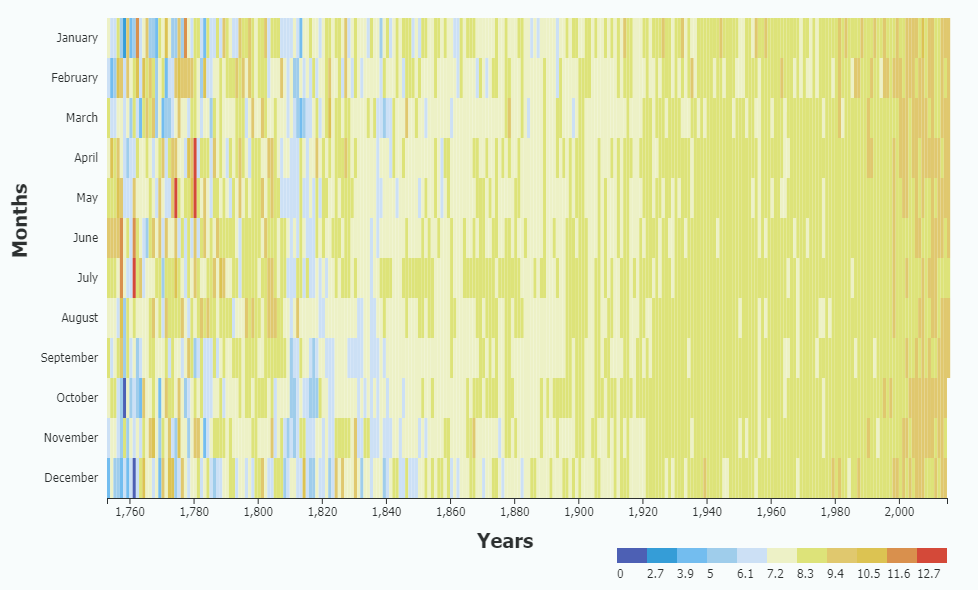 January
February
March
April
May
June
July
August
September
October
November
December
Months
1,760 1,780 1,800 1,820 1,840 1,860 1,880 1,900 1,920 1,940 1,960 1,980 2,000
Years
0 2.7 3.9 5 6.1 7.2 8.3 9.4 10.5 11.6 12.7